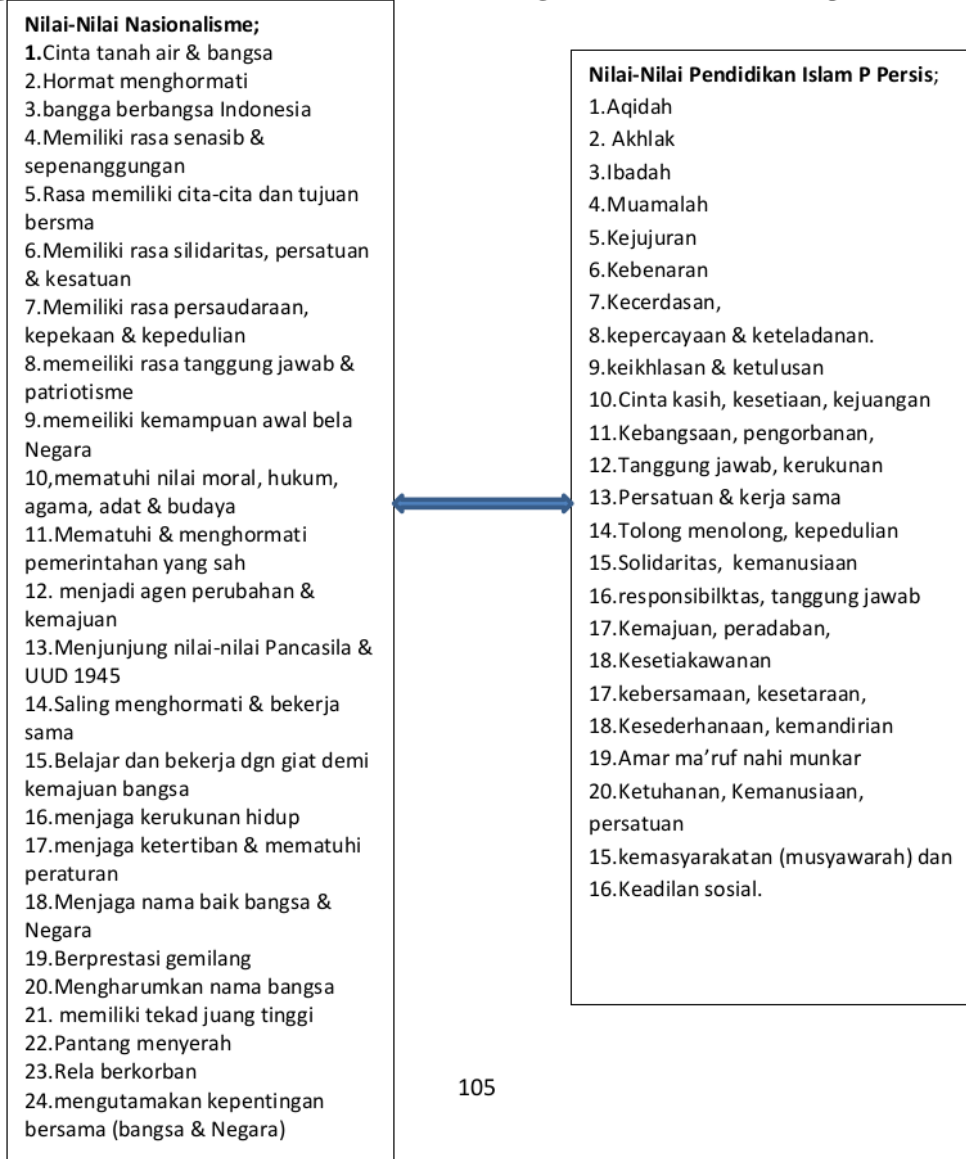 Nilai-Nilai Nasionalisme;
1.Cinta tanah air & bangsa
2.Hormat menghormati
3.bangga berbangsa Indonesia
4.Memiliki rasa senasib &
sepenanggungan
5.Rasa memiliki cita-cita dan tujuan
bersma
6.Memiliki rasa silidaritas, persatuan
& kesatuan
7.Memiliki rasa persaudaraan,
kepekaan & kepedulian
8.memeiliki rasa tanggung jawab &
patriotisme
9.memeiliki kemampuan awal bela
Negara
10,mematuhi nilai moral, hukum,
agama, adat & budaya
11.Mematuhi & menghormati
pemerintahan yang sah
12. menjadi agen perubahan &
kemajuan
13.Menjunjung nilai-nilai Pancasila &
UUD 1945
14.Saling menghormati & bekerja
sama
15.Belajar dan bekerja dgn giat demi
kemajuan bangsa
16.menjaga kerukunan hidup
17.menjaga ketertiban & mematuhi
peraturan
18.Menjaga nama baik bangsa &
Negara
19.Berprestasi gemilang
20.Mengharumkan nama bangsa
21. memiliki tekad juang tinggi
22.Pantang menyerah
23.Rela berkorban
24.mengutamakan kepentingan
bersama (bangsa & Negara)
Nilai-Nilai Pendidikan Islam P Persis;
1.Aqidah
2. Akhlak
3.Ibadah
4.Muamalah
5.Kejujuran
6.Kebenaran
7.Kecerdasan,
8.kepercayaan & keteladanan.
9.keikhlasan & ketulusan
10.Cinta kasih, kesetiaan, kejuangan
11.Kebangsaan, pengorbanan,
12.Tanggung jawab, kerukunan
13.Persatuan & kerja sama
14.Tolong menolong, kepedulian
15.Solidaritas, kemanusiaan
16.responsibilktas, tanggung jawab
17.Kemajuan, peradaban,
18.Kesetiakawanan
17.kebersamaan, kesetaraan,
18.Kesederhanaan, kemandirian
19.Amar ma'ruf nahi munkar
20.Ketuhanan, Kemanusiaan,
persatuan
15.kemasyarakatan (musyawarah) dan
16.Keadilan sosial.
105